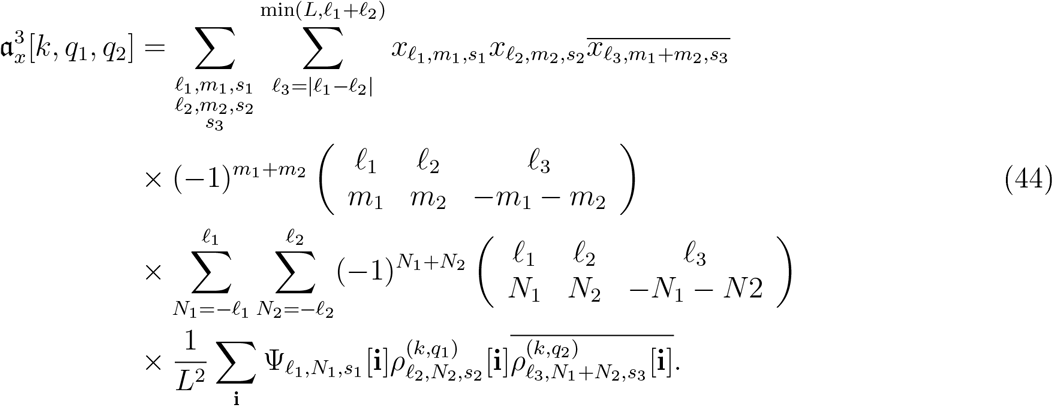 𝔞³ₓ[k, q₁, q₂] = ∑_{ℓ₁,m₁,s₁ ℓ₂,m₂,s₂ s₃} ∑_{ℓ₃=|ℓ₁−ℓ₂|}^{min(L,ℓ₁+ℓ₂)} x_{ℓ₁,m₁,s₁} x_{ℓ₂,m₂,s₂} \overline{x_{ℓ₃,m₁+m₂,s₃}}
× (−1)^{m₁+m₂} ( ℓ₁ ℓ₂ ℓ₃ ; m₁ m₂ −m₁ − m₂ ) (44)
× ∑_{N₁=−ℓ₁}^{ℓ₁} ∑_{N₂=−ℓ₂}^{ℓ₂} (−1)^{N₁+N₂} ( ℓ₁ ℓ₂ ℓ₃ ; N₁ N₂ −N₁ − N2 )
× \frac{1}{L²} ∑_{𝐢} Ψ_{ℓ₁,N₁,s₁}[𝐢] ρ^{(k,q₁)}_{ℓ₂,N₂,s₂}[𝐢] \overline{ρ^{(k,q₂)}_{ℓ₃,N₁+N₂,s₃}[𝐢]}.